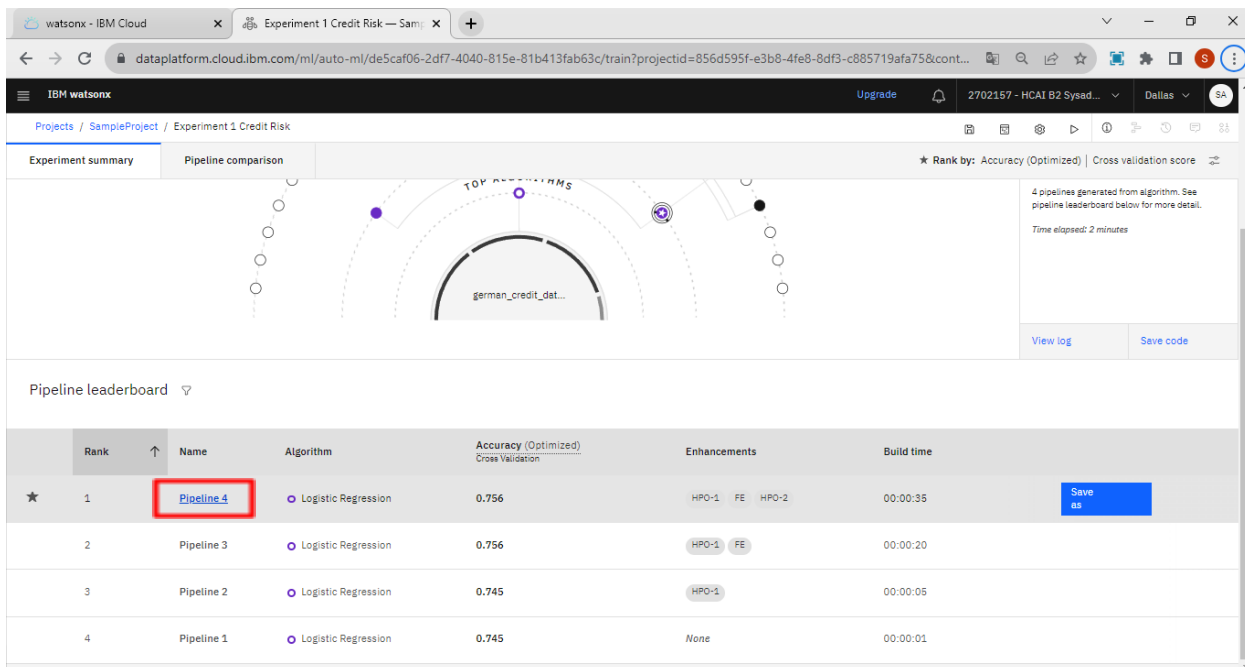 watsonx - IBM Cloud
Experiment 1 Credit Risk — Samp
dataplatform.cloud.ibm.com/ml/auto-ml/de5caf06-2df7-4040-815e-81b413fab63c/train?projectid=856d595f-e3b8-4fe8-8df3-c885719afa75&cont...
S
IBM watsonx
Upgrade
2702157 - HCAI B2 Sysad...
Dallas
SA
Projects / SampleProject / Experiment 1 Credit Risk
Experiment summary
Pipeline comparison
Rank by: Accuracy (Optimized) | Cross validation score
TOP ALGORITHMS
german_credit_dat...
4 pipelines generated from algorithm. See
pipeline leaderboard below for more detail.
Time elapsed: 2 minutes
View log
Save code
Pipeline leaderboard
Rank Name Algorithm Accuracy (Optimized) Enhancements Build time
Cross Validation
1 Pipeline 4 Logistic Regression 0.756 HPO-1 FE HPO-2 00:00:35 Save
as
2 Pipeline 3 Logistic Regression 0.756 HPO-1 FE 00:00:20
3 Pipeline 2 Logistic Regression 0.745 HPO-1 00:00:05
4 Pipeline 1 Logistic Regression 0.745 None 00:00:01